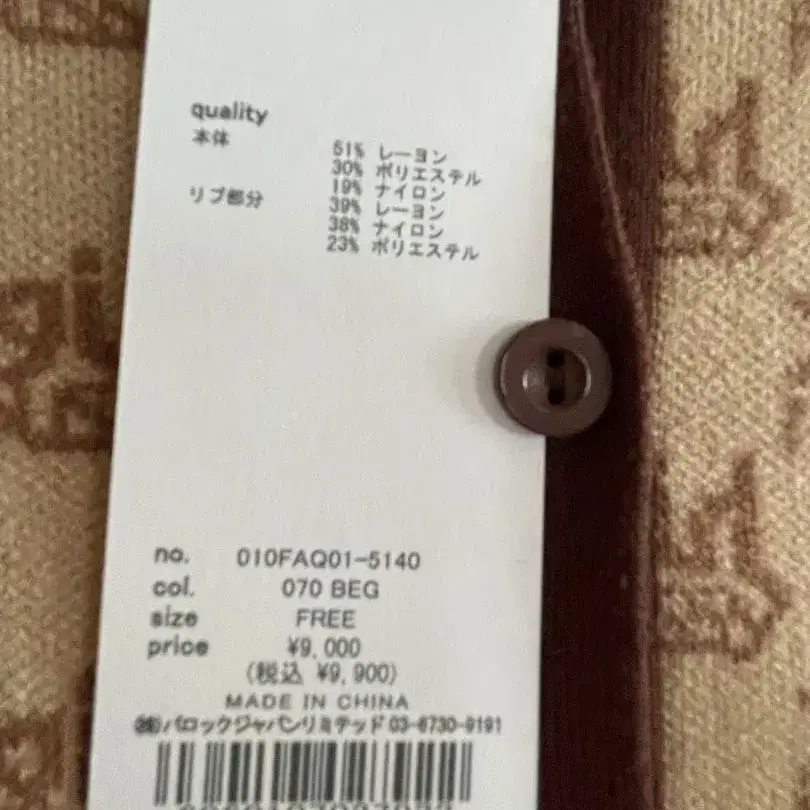 quality
本体
51% レーヨン
30% ポリエステル
19% ナイロン
リブ部分
39% レーヨン
38% ナイロン
23% ポリエステル
no. 010FAQ01-5140
col. 070 BEG
size FREE
price ¥9,000
(税込 ¥9,900)
MADE IN CHINA
㈱バロックジャパンリミテッド 03-6730-9191